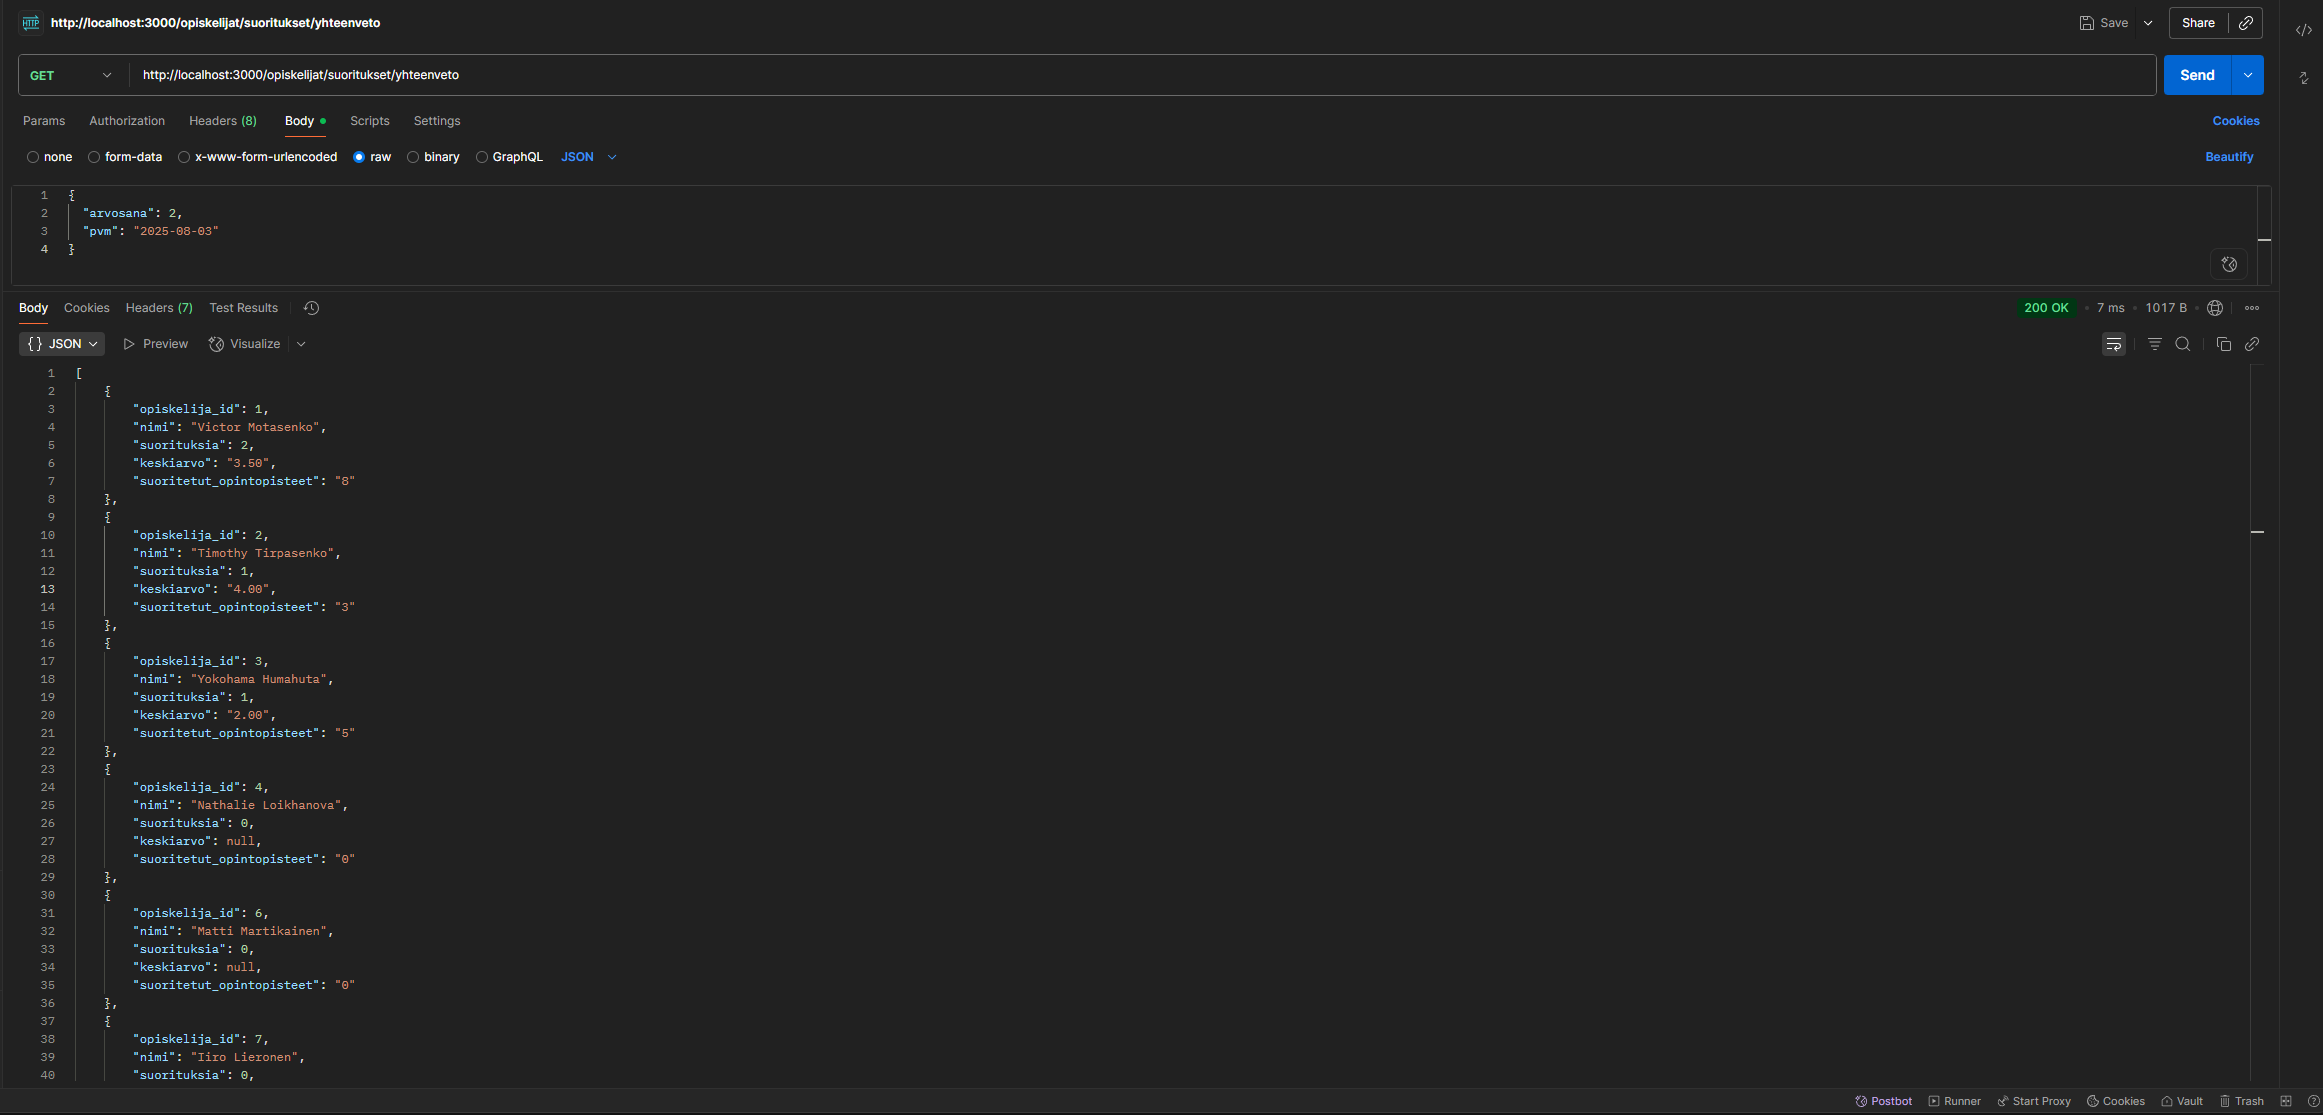 HTTP http://localhost:3000/opiskelijat/suoritukset/yhteenveto Save Share
GET http://localhost:3000/opiskelijat/suoritukset/yhteenveto Send
Params Authorization Headers (8) Body Scripts Settings Cookies
none form-data x-www-form-urlencoded raw binary GraphQL JSON Beautify
1 {
2 "arvosana": 2,
3 "pvm": "2025-08-03"
4 }
Body Cookies Headers (7) Test Results 200 OK 7 ms 1017 B
{} JSON Preview Visualize
1 [
2 {
3 "opiskelija_id": 1,
4 "nimi": "Victor Motasenko",
5 "suorituksia": 2,
6 "keskiarvo": "3.50",
7 "suoritetut_opintopisteet": "8"
8 },
9 {
10 "opiskelija_id": 2,
11 "nimi": "Timothy Tirpasenko",
12 "suorituksia": 1,
13 "keskiarvo": "4.00",
14 "suoritetut_opintopisteet": "3"
15 },
16 {
17 "opiskelija_id": 3,
18 "nimi": "Yokohama Humahuta",
19 "suorituksia": 1,
20 "keskiarvo": "2.00",
21 "suoritetut_opintopisteet": "5"
22 },
23 {
24 "opiskelija_id": 4,
25 "nimi": "Nathalie Loikhanova",
26 "suorituksia": 0,
27 "keskiarvo": null,
28 "suoritetut_opintopisteet": "0"
29 },
30 {
31 "opiskelija_id": 6,
32 "nimi": "Matti Martikainen",
33 "suorituksia": 0,
34 "keskiarvo": null,
35 "suoritetut_opintopisteet": "0"
36 },
37 {
38 "opiskelija_id": 7,
39 "nimi": "Iiro Lieronen",
40 "suorituksia": 0,
Postbot Runner Start Proxy Cookies Vault Trash